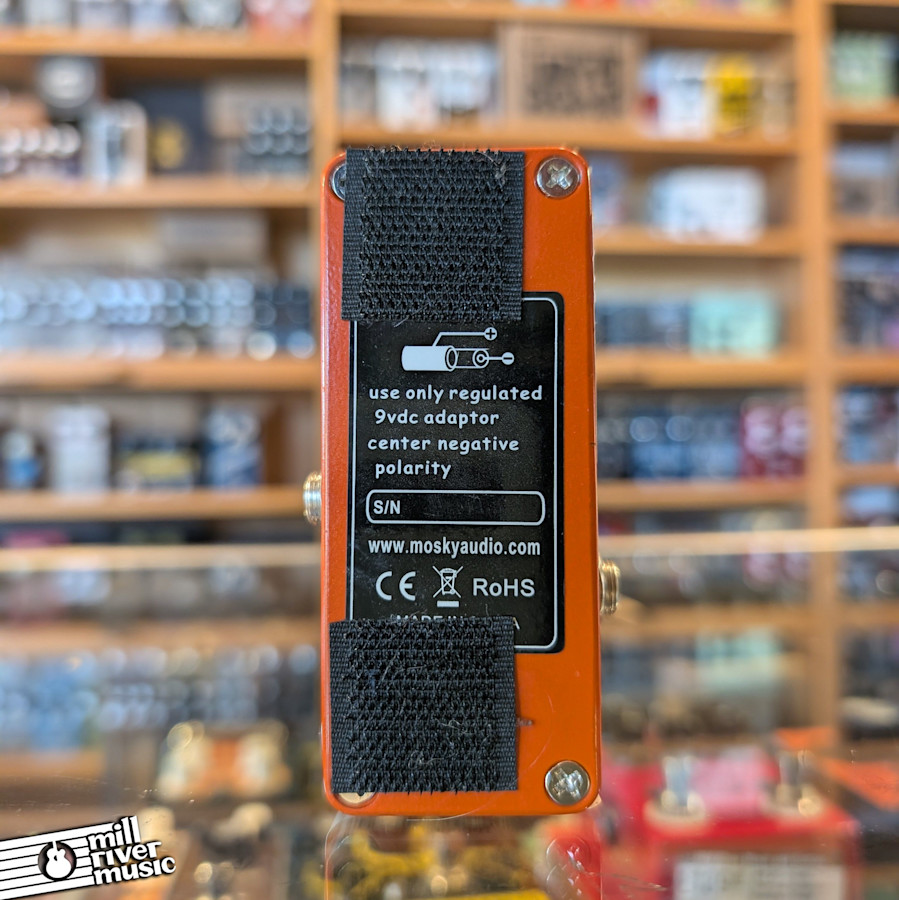 use only regulated
9vdc adaptor
center negative
polarity
S/N
www.moskyaudio.com
CE RoHS
mill
river
music